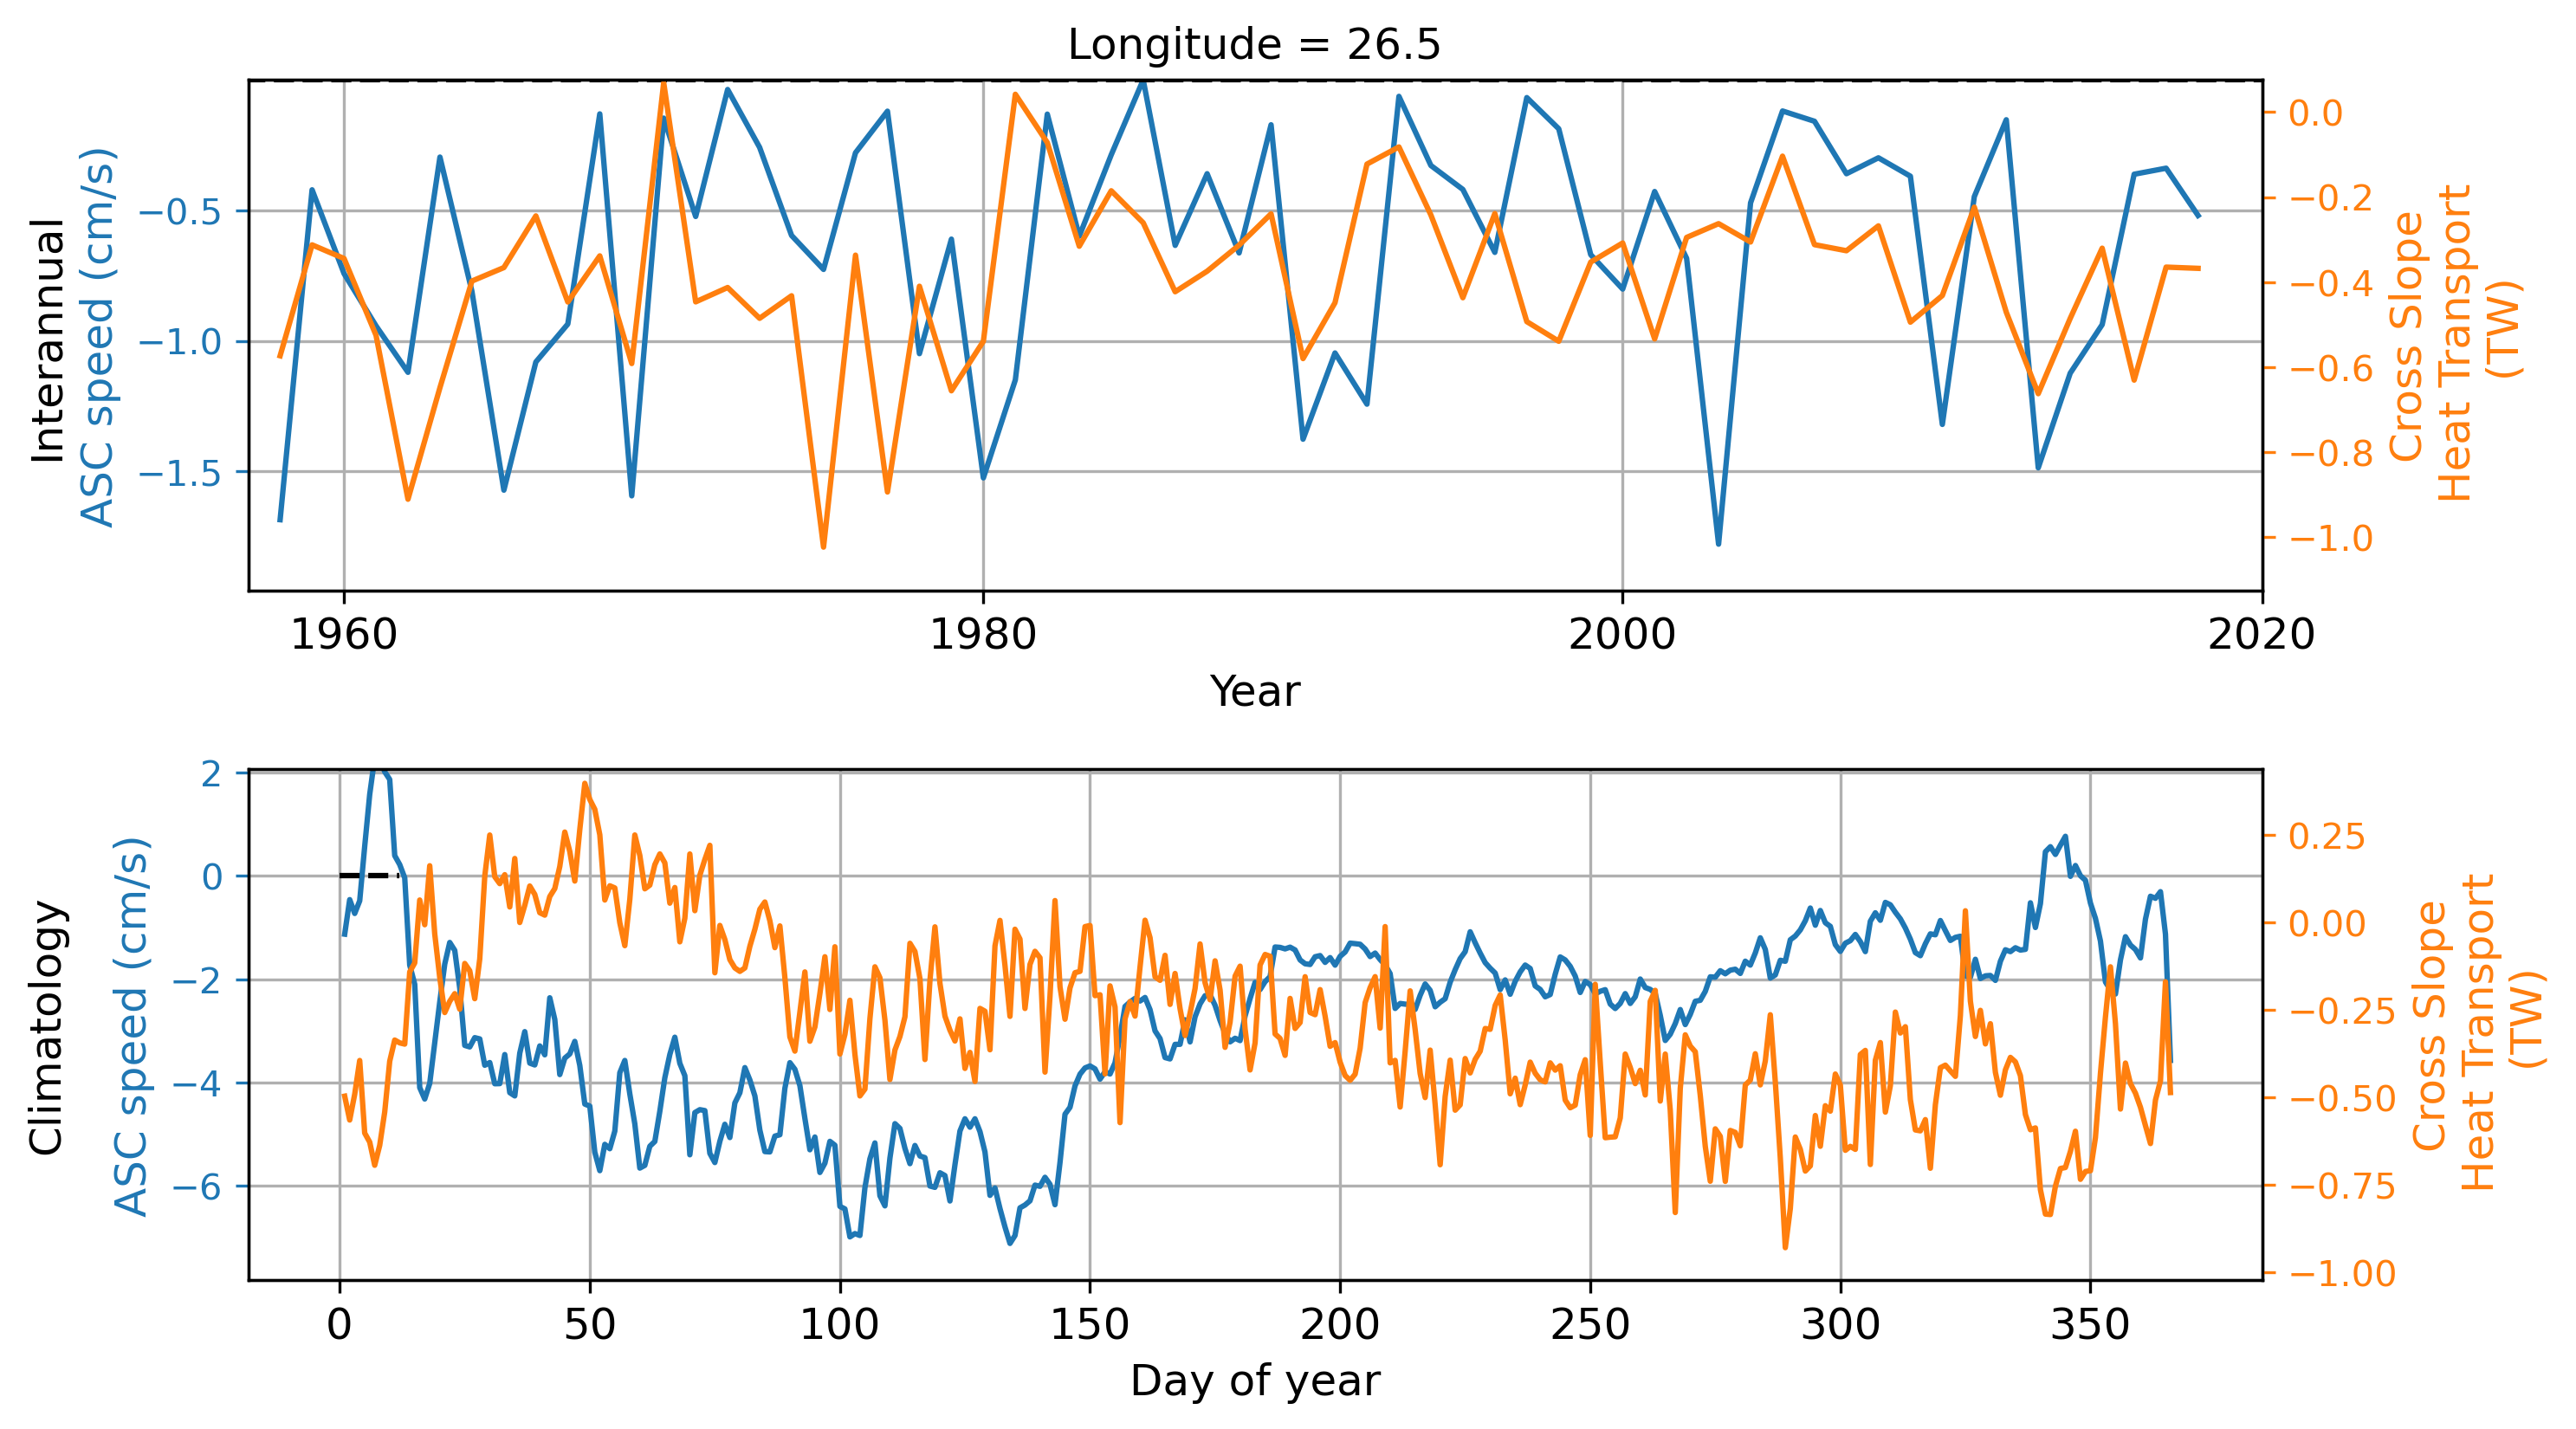 Longitude = 26.5
Interannual
ASC speed (cm/s)
−0.5
−1.0
−1.5
0.0
−0.2
−0.4
−0.6
−0.8
−1.0
Cross Slope
Heat Transport
(TW)
1960
1980
2000
2020
Year
Climatology
ASC speed (cm/s)
2
0
−2
−4
−6
0.25
0.00
−0.25
−0.50
−0.75
−1.00
Cross Slope
Heat Transport
(TW)
0
50
100
150
200
250
300
350
Day of year